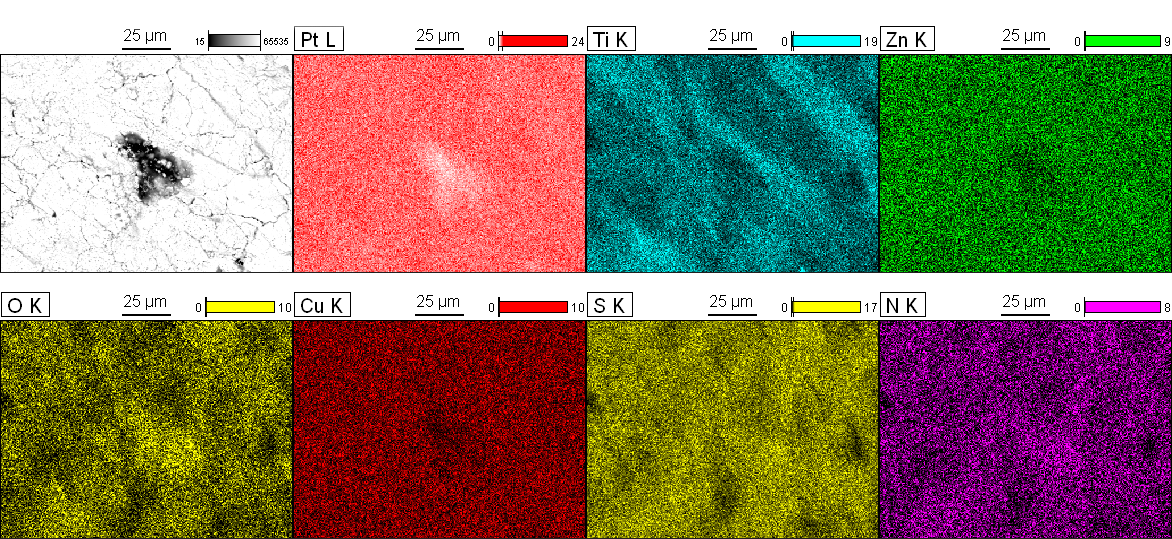 25 µm 15 65535
Pt L 25 µm 0 24
Ti K 25 µm 0 19
Zn K 25 µm 0 9
O K 25 µm 0 10
Cu K 25 µm 0 10
S K 25 µm 0 17
N K 25 µm 0 8